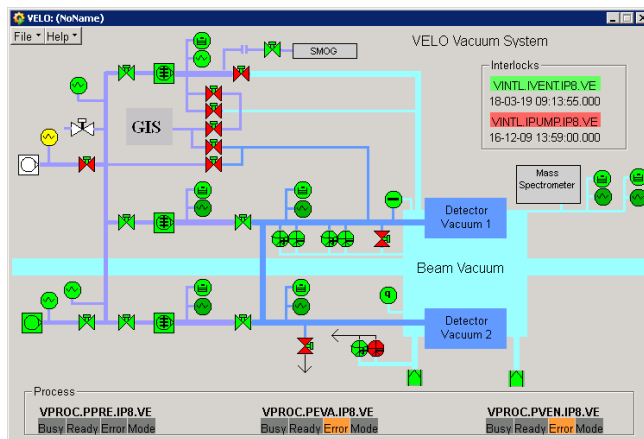 VELO: (NoName)
File Help
SMOG
VELO Vacuum System
Interlocks
VINTL.IVENT.IP8.VE
18-03-19 09:13:55.000
VINTL.IPUMP.IP8.VE
16-12-09 13:59:00.000
GIS
Mass
Spectrometer
Detector
Vacuum 1
Beam Vacuum
q
Detector
Vacuum 2
Process
VPROC.PPRE.IP8.VE
Busy Ready Error Mode
VPROC.PEVA.IP8.VE
Busy Ready Error Mode
VPROC.PVEN.IP8.VE
Busy Ready Error Mode